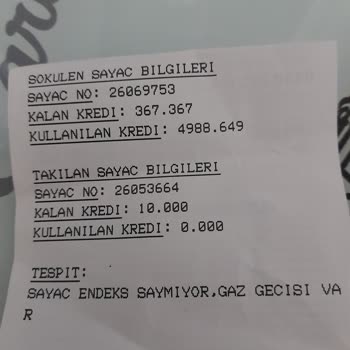 SOKULEN SAYAC BILGILERI
SAYAC NO: 26069753
KALAN KREDI: 367.367
KULLANILAN KREDI: 4988.649
TAKILAN SAYAC BILGILERI
SAYAC NO: 26053664
KALAN KREDI: 10.000
KULLANILAN KREDI: 0.000
TESPIT:
SAYAC ENDEKS SAYMIYOR,GAZ GECISI VA
R